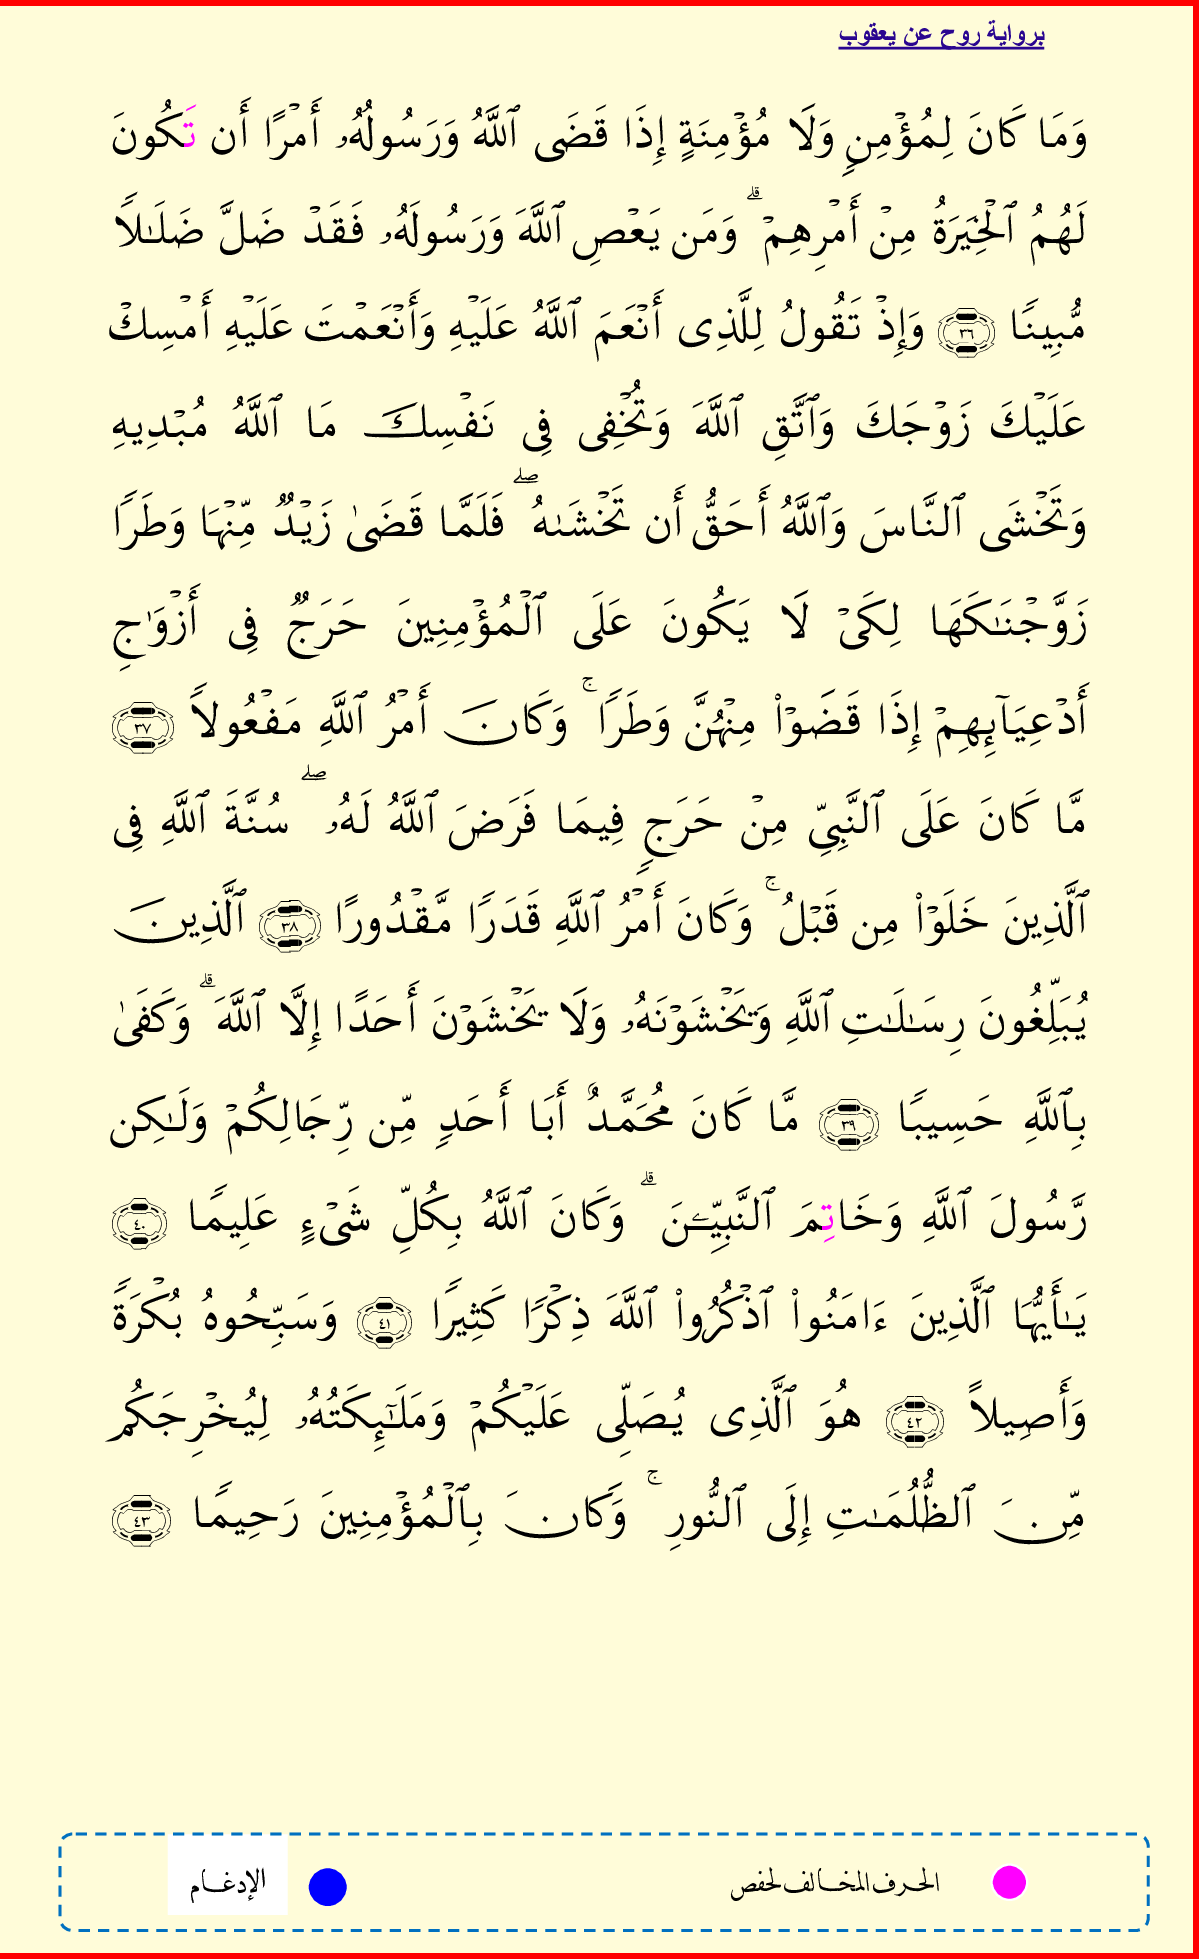 برواية روح عن يعقوب
وَمَا كَانَ لِمُؤْمِنٍ وَلَا مُؤْمِنَةٍ إِذَا قَضَى ٱللَّهُ وَرَسُولُهُۥ أَمْرًا أَن تَكُونَ
لَهُمُ ٱلْخِيَرَةُ مِنْ أَمْرِهِمْ ۗ وَمَن يَعْصِ ٱللَّهَ وَرَسُولَهُۥ فَقَدْ ضَلَّ ضَلَـٰلًا
مُّبِينًا ٣٦ وَإِذْ تَقُولُ لِلَّذِى أَنْعَمَ ٱللَّهُ عَلَيْهِ وَأَنْعَمْتَ عَلَيْهِ أَمْسِكْ
عَلَيْكَ زَوْجَكَ وَٱتَّقِ ٱللَّهَ وَتُخْفِى فِى نَفْسِكَ مَا ٱللَّهُ مُبْدِيهِ
وَتَخْشَى ٱلنَّاسَ وَٱللَّهُ أَحَقُّ أَن تَخْشَىٰهُ ۖ فَلَمَّا قَضَىٰ زَيْدٌ مِّنْهَا وَطَرًا
زَوَّجْنَـٰكَهَا لِكَىْ لَا يَكُونَ عَلَى ٱلْمُؤْمِنِينَ حَرَجٌ فِى أَزْوَٰجِ
أَدْعِيَآئِهِمْ إِذَا قَضَوْا۟ مِنْهُنَّ وَطَرًا ۚ وَكَانَ أَمْرُ ٱللَّهِ مَفْعُولًا ٣٧
مَّا كَانَ عَلَى ٱلنَّبِىِّ مِنْ حَرَجٍ فِيمَا فَرَضَ ٱللَّهُ لَهُۥ ۖ سُنَّةَ ٱللَّهِ فِى
ٱلَّذِينَ خَلَوْا۟ مِن قَبْلُ ۚ وَكَانَ أَمْرُ ٱللَّهِ قَدَرًا مَّقْدُورًا ٣٨ ٱلَّذِينَ
يُبَلِّغُونَ رِسَـٰلَـٰتِ ٱللَّهِ وَيَخْشَوْنَهُۥ وَلَا يَخْشَوْنَ أَحَدًا إِلَّا ٱللَّهَ ۗ وَكَفَىٰ
بِٱللَّهِ حَسِيبًا ٣٩ مَّا كَانَ مُحَمَّدٌ أَبَا أَحَدٍ مِّن رِّجَالِكُمْ وَلَـٰكِن
رَّسُولَ ٱللَّهِ وَخَاتِمَ ٱلنَّبِيِّـۧنَ ۗ وَكَانَ ٱللَّهُ بِكُلِّ شَىْءٍ عَلِيمًا ٤٠
يَـٰأَيُّهَا ٱلَّذِينَ ءَامَنُوا۟ ٱذْكُرُوا۟ ٱللَّهَ ذِكْرًا كَثِيرًا ٤١ وَسَبِّحُوهُ بُكْرَةً
وَأَصِيلًا ٤٢ هُوَ ٱلَّذِى يُصَلِّى عَلَيْكُمْ وَمَلَـٰٓئِكَتُهُۥ لِيُخْرِجَكُم
مِّنَ ٱلظُّلُمَـٰتِ إِلَى ٱلنُّورِ ۚ وَكَانَ بِٱلْمُؤْمِنِينَ رَحِيمًا ٤٣
الحرف المخالف لحفص
الإدغام